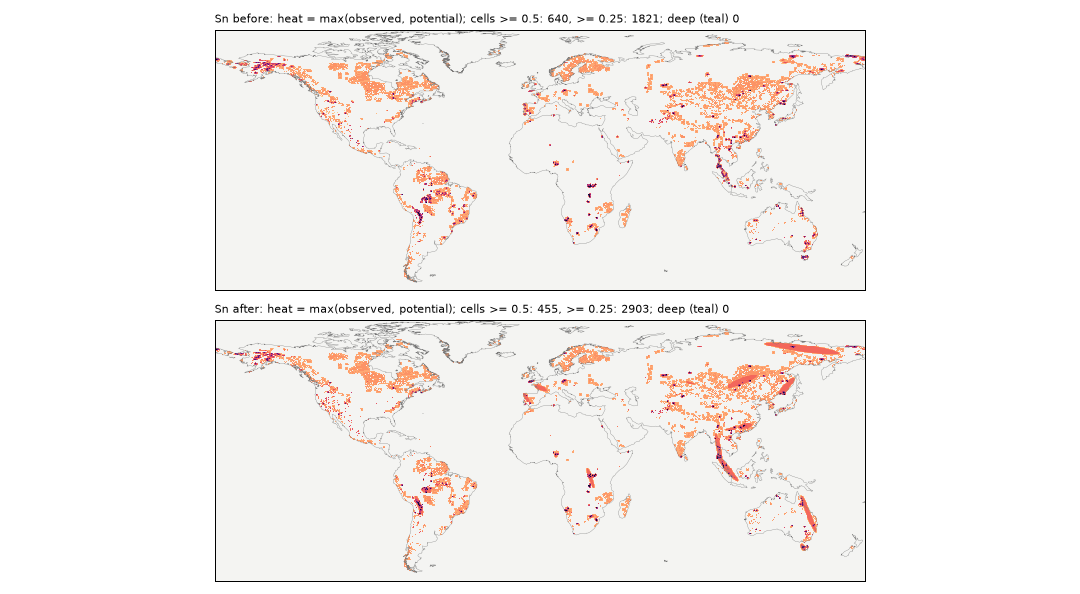 Sn before: heat = max(observed, potential); cells >= 0.5: 640, >= 0.25: 1821; deep (teal) 0
Sn after: heat = max(observed, potential); cells >= 0.5: 455, >= 0.25: 2903; deep (teal) 0